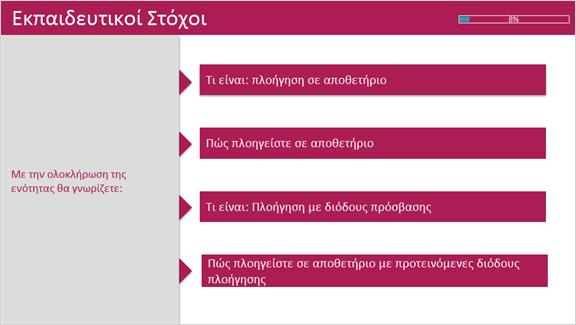 Εκπαιδευτικοί Στόχοι
8%
Με την ολοκλήρωση της
ενότητας θα γνωρίζετε:
Τι είναι: πλοήγηση σε αποθετήριο
Πώς πλοηγείστε σε αποθετήριο
Τι είναι: Πλοήγηση με διόδους πρόσβασης
Πώς πλοηγείστε σε αποθετήριο με προτεινόμενες διόδους
πλοήγησης